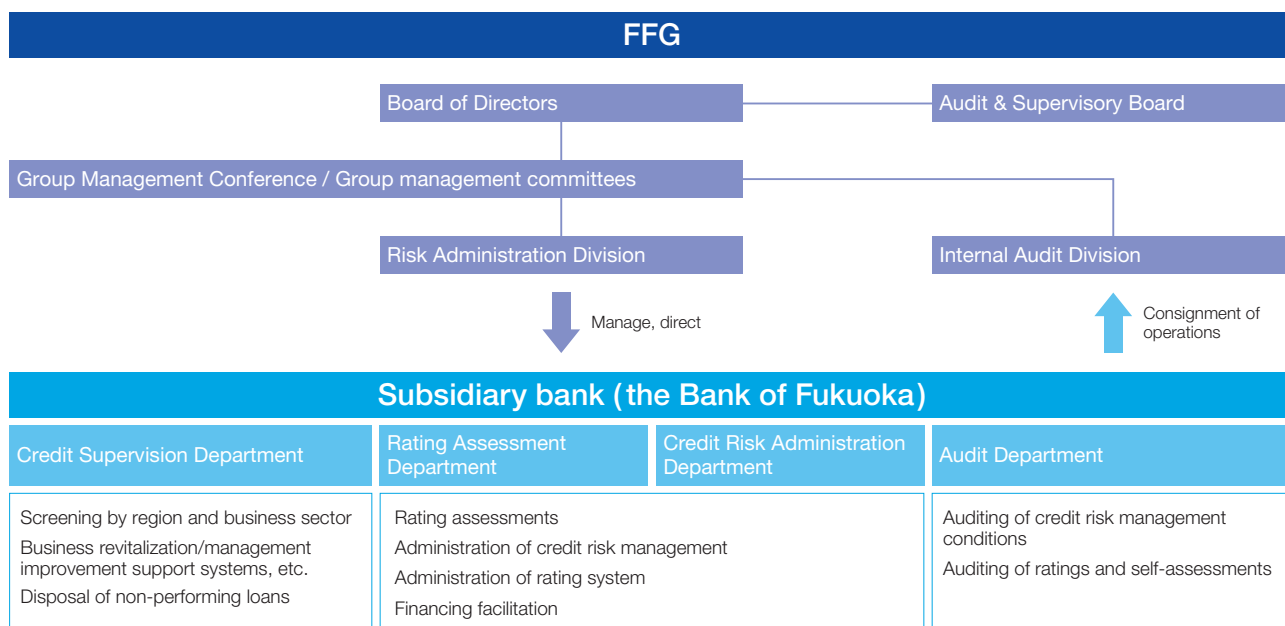 FFG
Board of Directors
Audit & Supervisory Board
Group Management Conference / Group management committees
Risk Administration Division
Internal Audit Division
Manage, direct
Consignment of
operations
Subsidiary bank (the Bank of Fukuoka)
Credit Supervision Department
Rating Assessment
Department
Credit Risk Administration
Department
Audit Department
Screening by region and business sector
Business revitalization/management
improvement support systems, etc.
Disposal of non-performing loans
Rating assessments
Administration of credit risk management
Administration of rating system
Financing facilitation
Auditing of credit risk management
conditions
Auditing of ratings and self-assessments